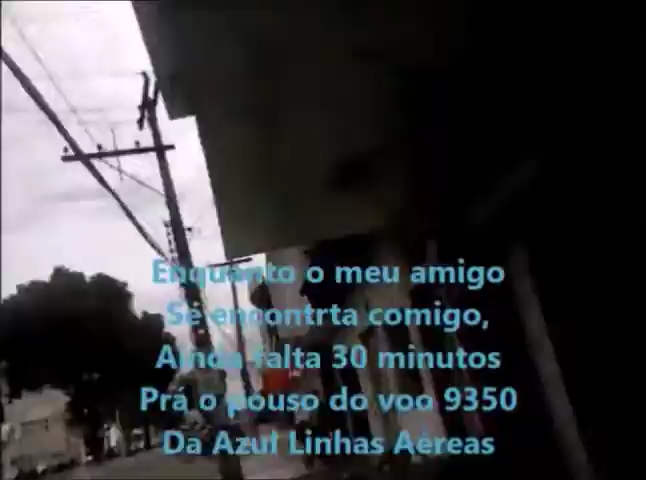 Enquanto o meu amigo
Se encontrta comigo,
Ainda falta 30 minutos
Pra o pouso do voo 9350
Da Azul Linhas Aéreas